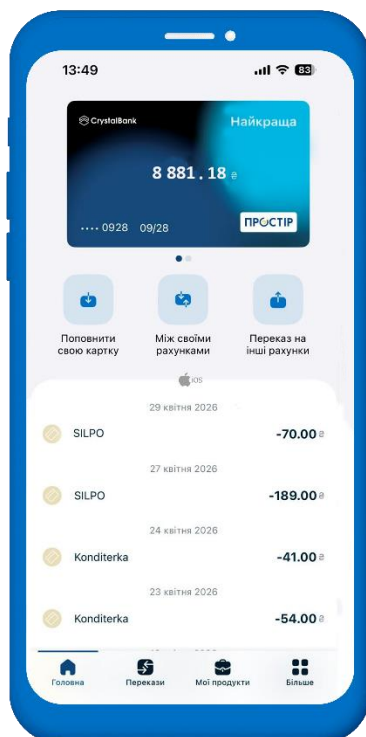 13:49
83
CrystalBank
Найкраща
8 881.18 ₴
ПРОСТІР
.... 0928 09/28
Поповнити
свою картку
Між своїми
рахунками
Переказ на
інші рахунки
iOS
29 квітня 2026
SILPO
-70.00 ₴
27 квітня 2026
SILPO
-189.00 ₴
24 квітня 2026
Konditerka
-41.00 ₴
23 квітня 2026
Konditerka
-54.00 ₴
Головна
Перекази
Мої продукти
Більше